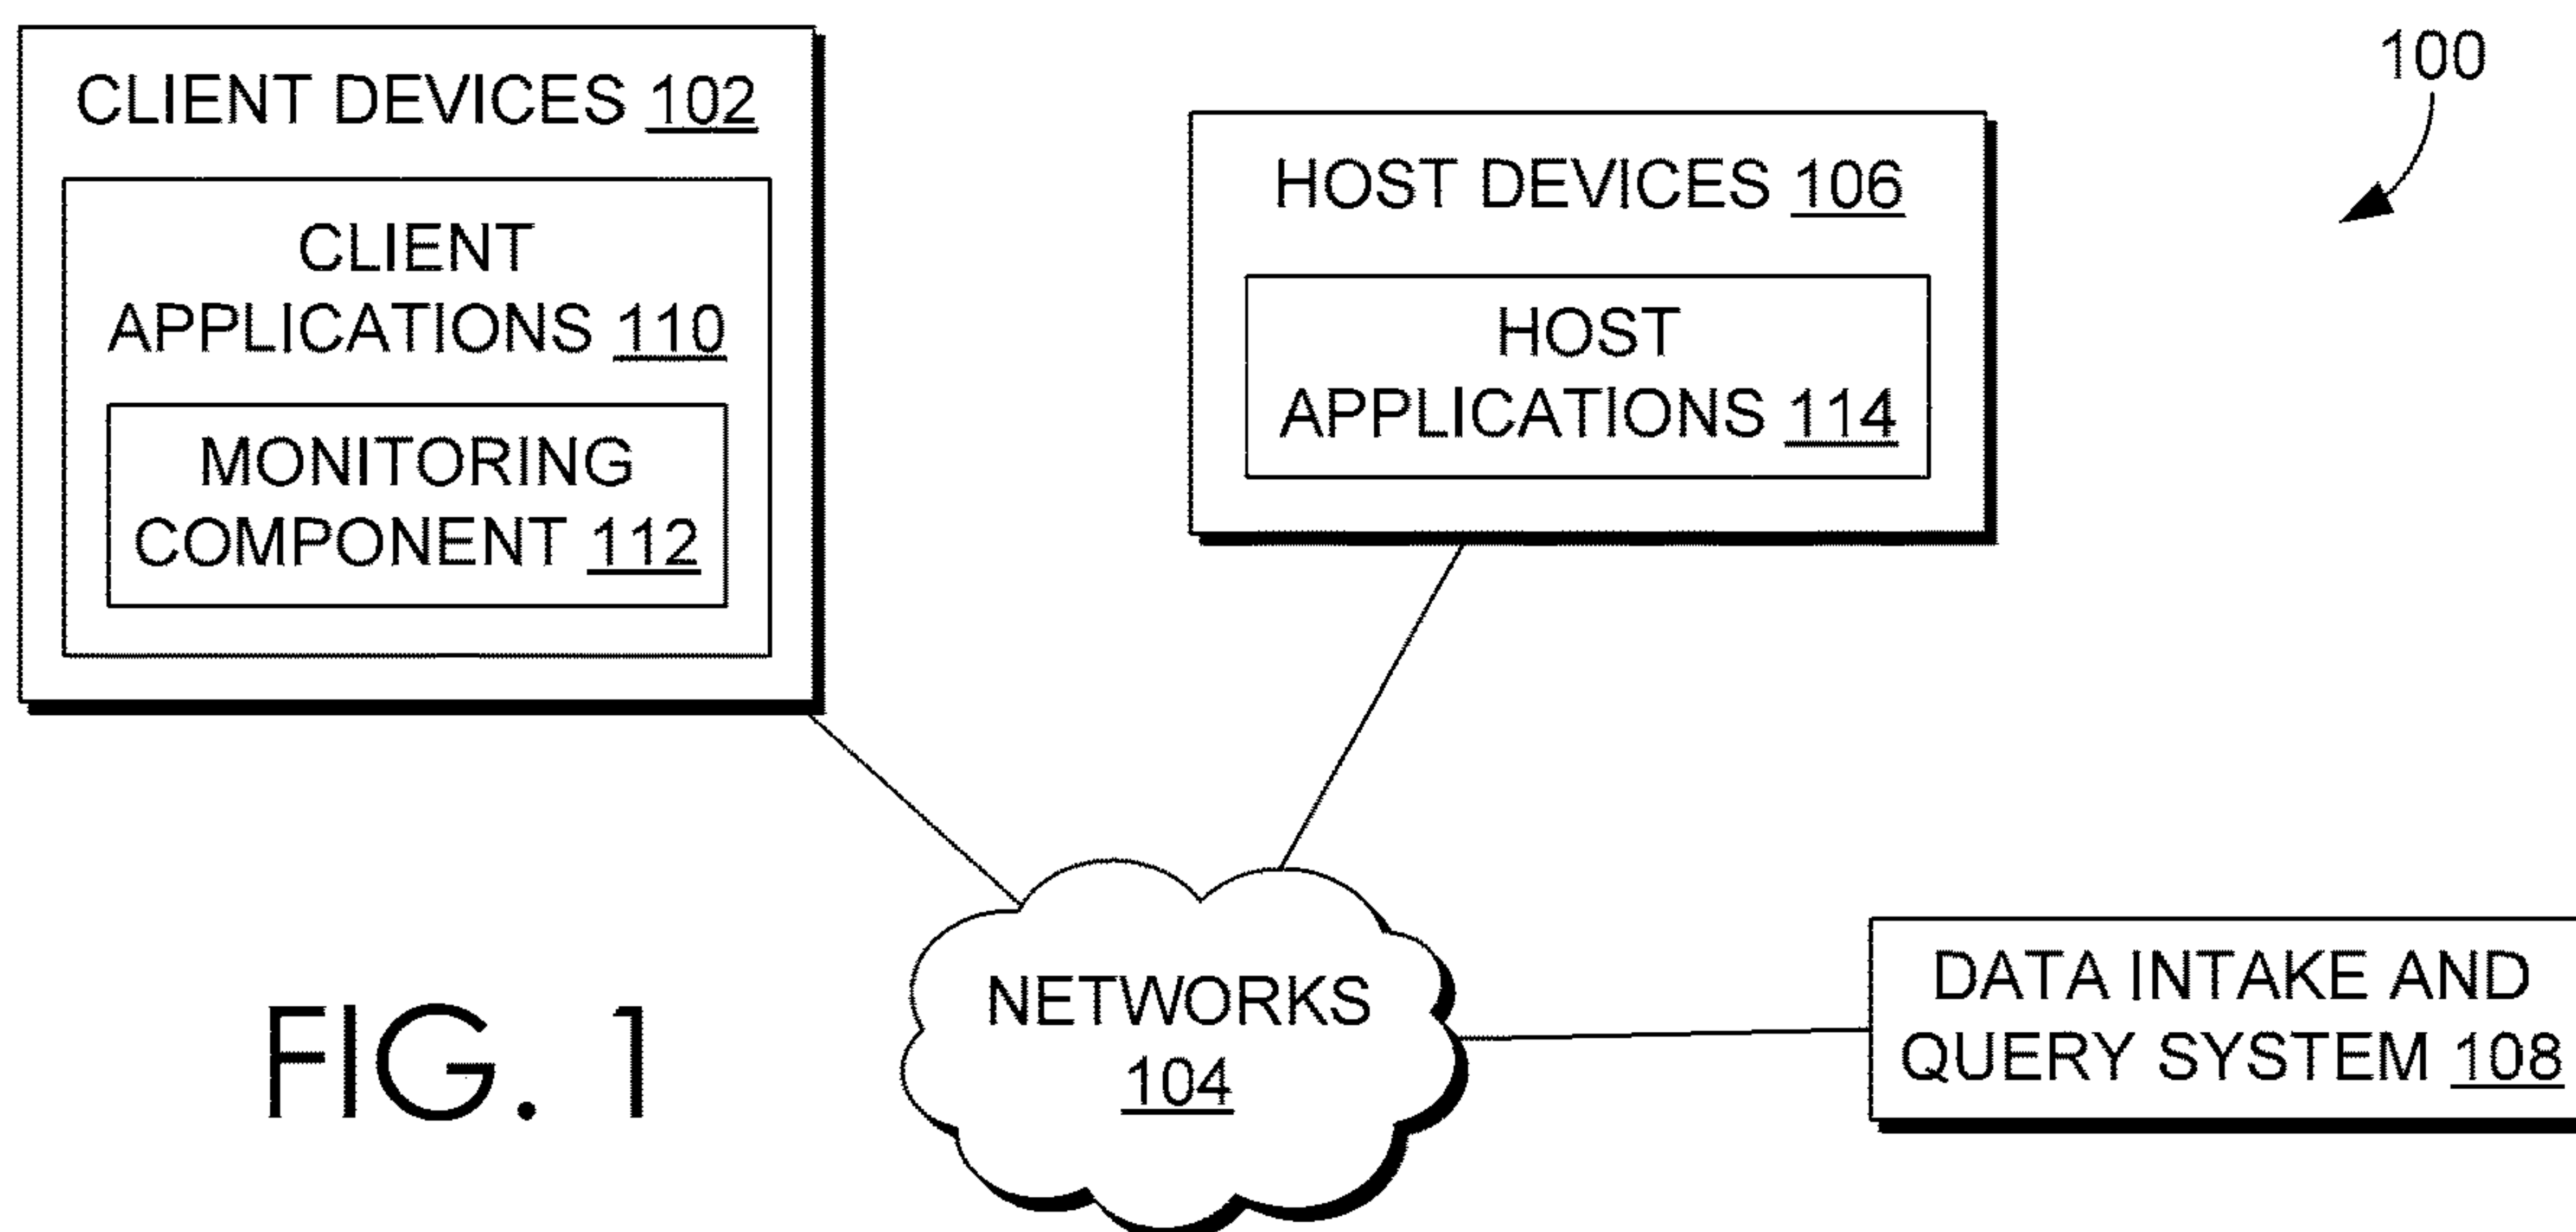 100
CLIENT DEVICES 102
CLIENT
APPLICATIONS 110
MONITORING
COMPONENT 112
HOST DEVICES 106
HOST
APPLICATIONS 114
NETWORKS
104
DATA INTAKE AND
QUERY SYSTEM 108
FIG. 1